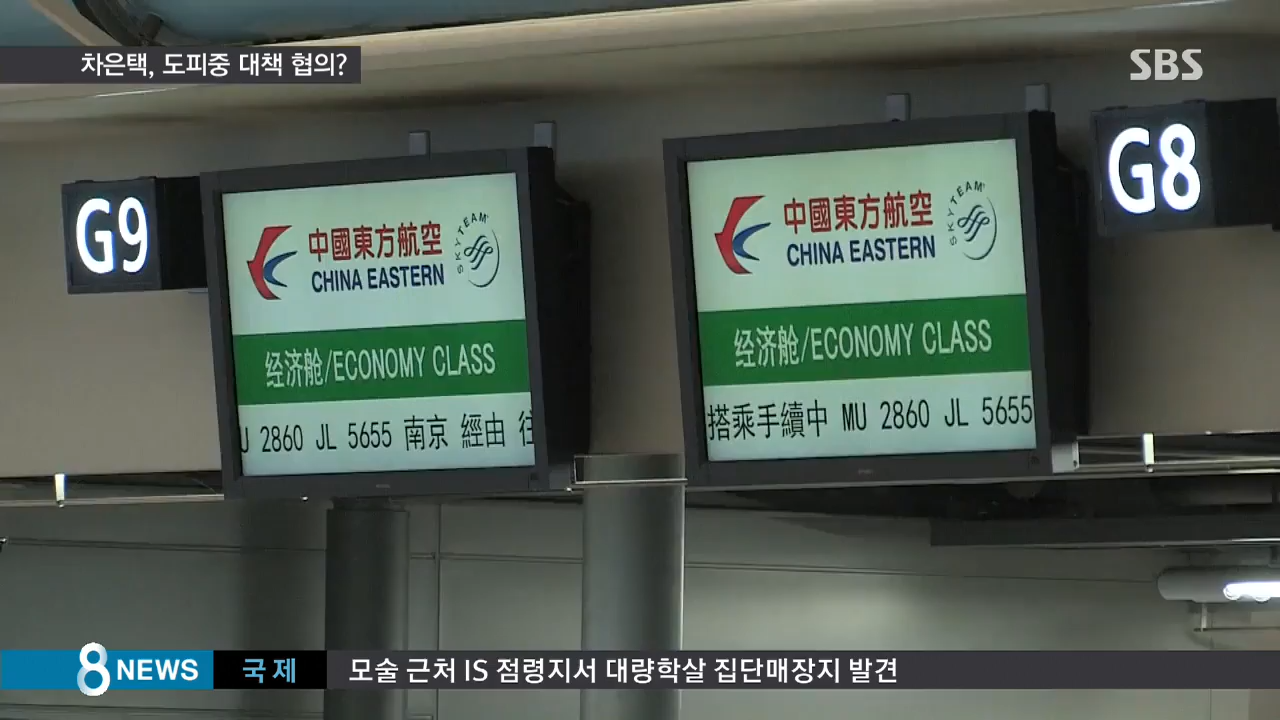 차은택, 도피중 대책 협의?
SBS
G9
中國東方航空
CHINA EASTERN
SKYTEAM
经济舱/ECONOMY CLASS
2860 JL 5655 南京 經由
G8
中國東方航空
CHINA EASTERN
SKYTEAM
经济舱/ECONOMY CLASS
搭乘手續中 MU 2860 JL 5655
8 NEWS 국제 모술 근처 IS 점령지서 대량학살 집단매장지 발견